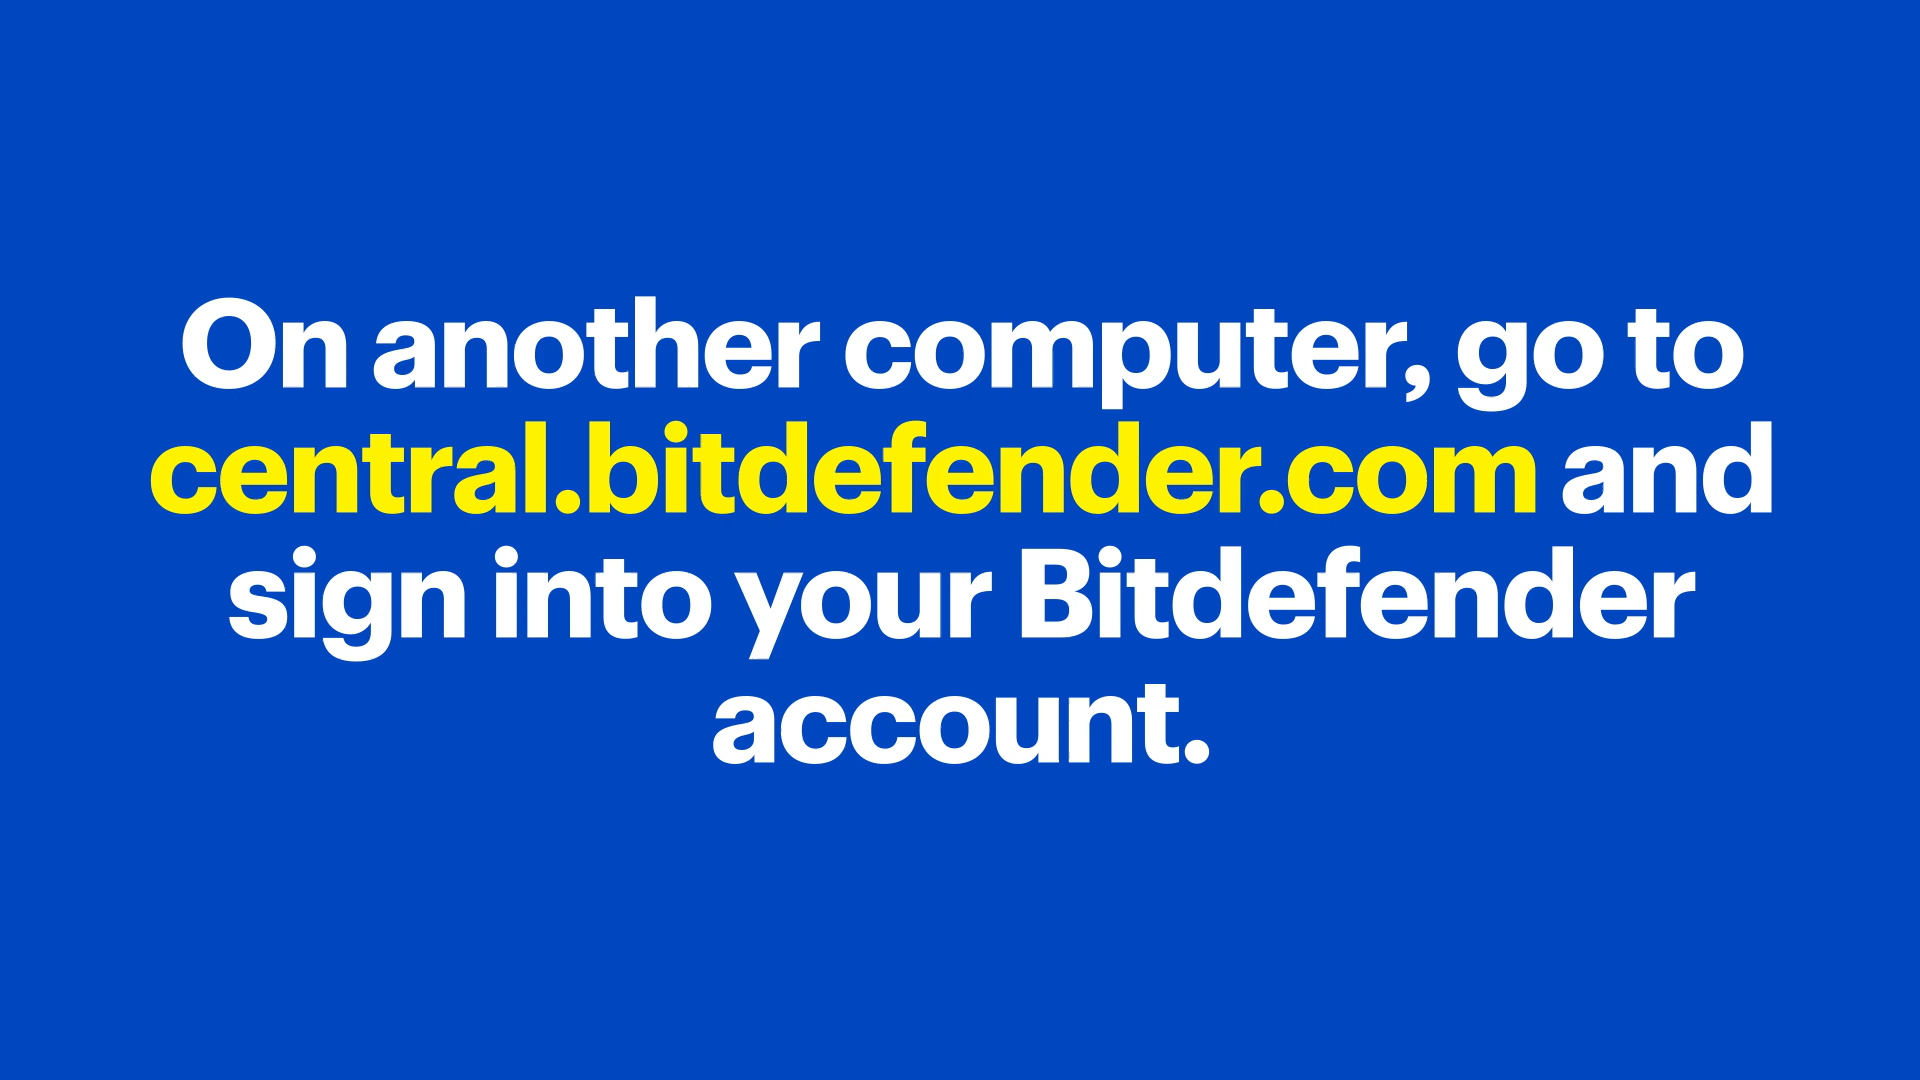 On another computer, go to
central.bitdefender.com and
sign into your Bitdefender
account.